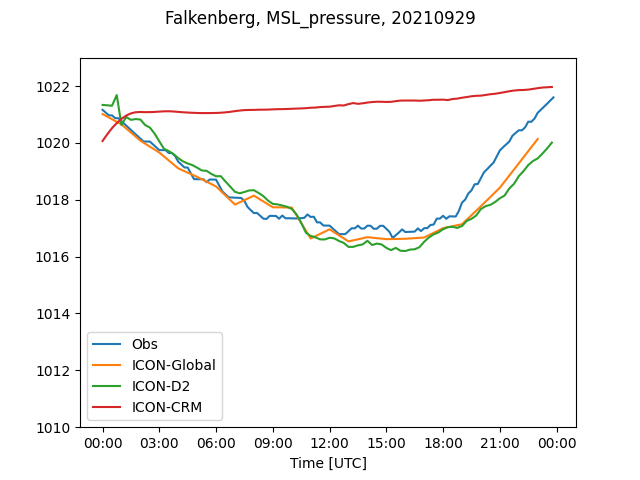 Falkenberg, MSL_pressure, 20210929
1022
1020
1018
1016
1014
1012
1010
Obs
ICON-Global
ICON-D2
ICON-CRM
00:00 03:00 06:00 09:00 12:00 15:00 18:00 21:00 00:00
Time [UTC]